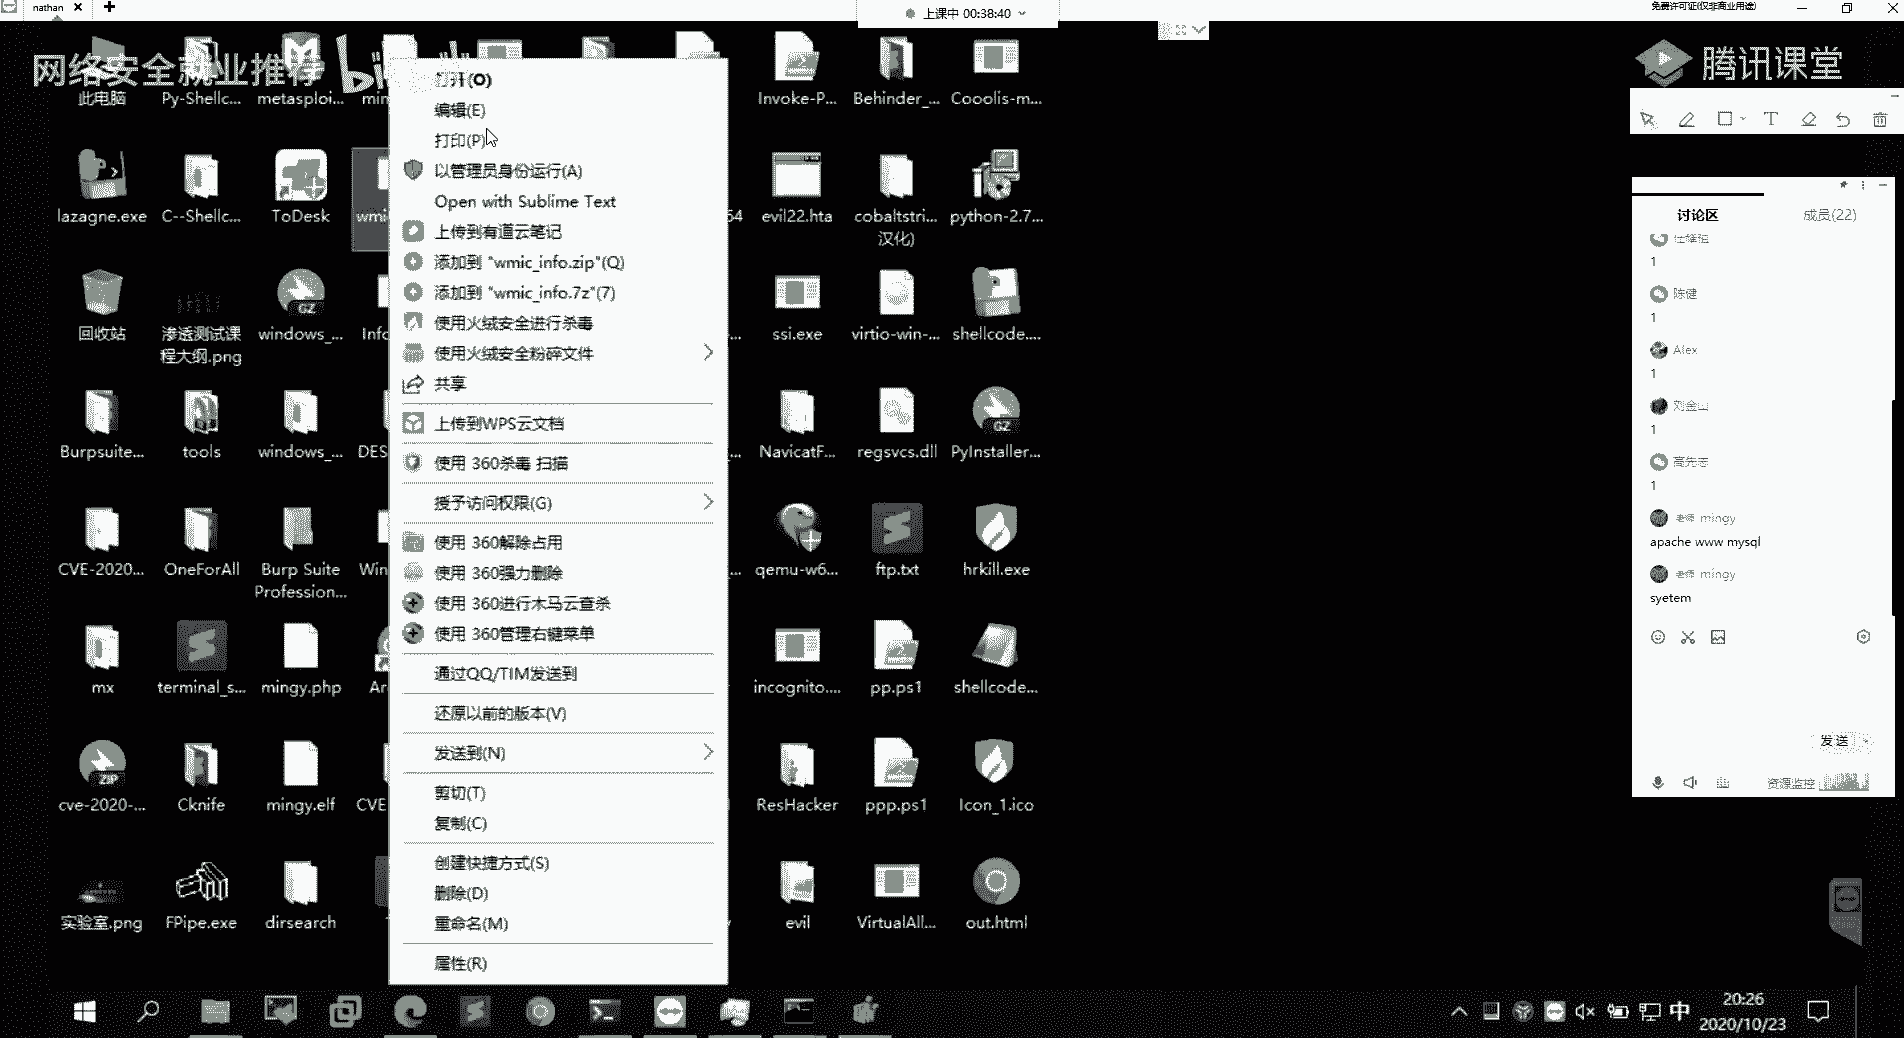 nathan
上课中 00:38:40
免费许可证(仅非商业用途)
网络安全就业推荐
腾讯课堂
此电脑
Py-Shellc...
metasploi...
Invoke-P...
Behinder_...
Cooolis-m...
lazagne.exe
C--Shellc...
ToDesk
evil22.hta
cobaltstri...
汉化)
python-2.7...
回收站
渗透测试课
程大纲.png
windows_...
ssi.exe
virtio-win-...
shellcode....
Burpsuite...
tools
windows_...
NavicatF...
regsvcs.dll
PyInstaller...
CVE-2020...
OneForAll
Burp Suite
Profession...
qemu-w6...
ftp.txt
hrkill.exe
mx
terminal_s...
mingy.php
incognito....
pp.ps1
shellcode...
cve-2020-...
Cknife
mingy.elf
ResHacker
ppp.ps1
Icon_1.ico
实验室.png
FPipe.exe
dirsearch
evil
VirtualAll...
out.html
打开(O)
编辑(E)
打印(P)
以管理员身份运行(A)
Open with Sublime Text
上传到有道云笔记
添加到 "wmic_info.zip"(Q)
添加到 "wmic_info.7z"(7)
使用火绒安全进行杀毒
使用火绒安全粉碎文件
共享
上传到WPS云文档
使用 360杀毒 扫描
授予访问权限(G)
使用 360解除占用
使用 360强力删除
使用 360进行木马云查杀
使用 360管理右键菜单
通过QQ/TIM发送到
还原以前的版本(V)
发送到(N)
剪切(T)
复制(C)
创建快捷方式(S)
删除(D)
重命名(M)
属性(R)
讨论区
成员(22)
1
陈健
1
Alex
1
刘金山
1
高先志
1
老师 mingy
apache www mysql
老师 mingy
syetem
发送
资源监控
中
20:26
2020/10/23